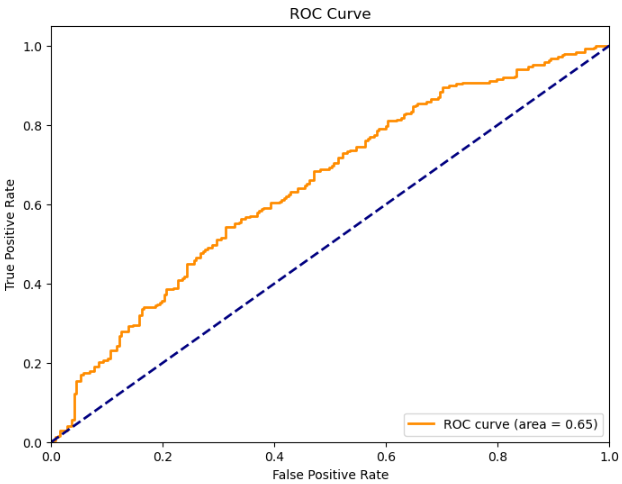 ROC Curve
1.0
0.8
0.6
0.4
0.2
0.0
True Positive Rate
0.0 0.2 0.4 0.6 0.8 1.0
False Positive Rate
ROC curve (area = 0.65)